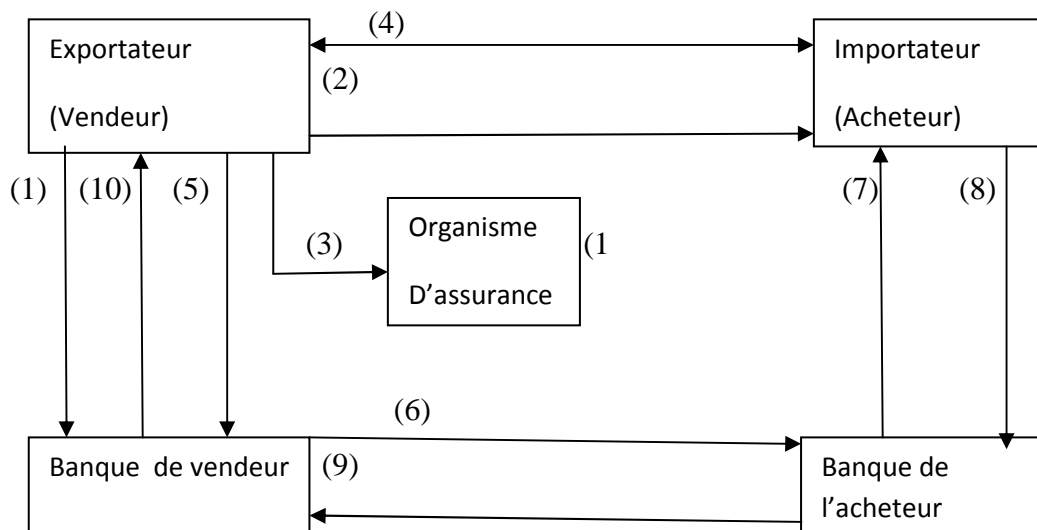 (4)
Exportateur
Importateur
(2)
(Vendeur)
(Acheteur)
(1)
(10)
(5)
(7)
(8)
Organisme
(1
(3)
D’assurance
(6)
Banque de vendeur
(9)
Banque de
l’acheteur